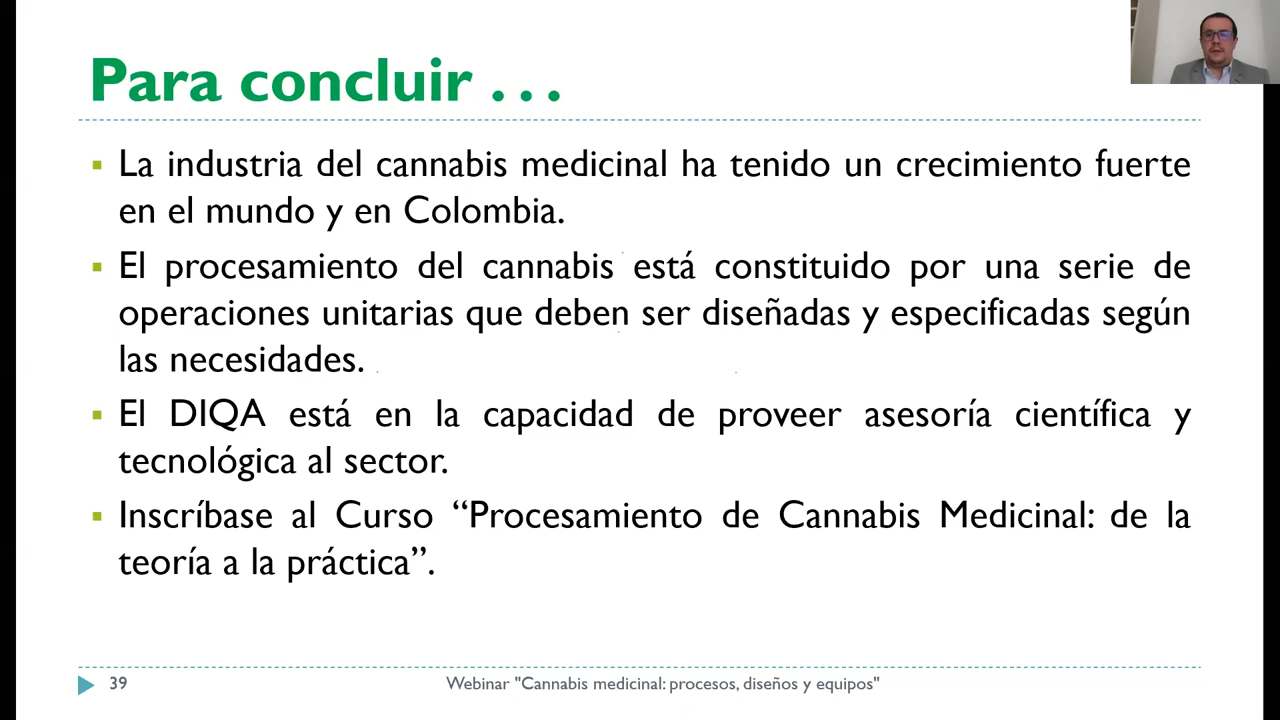 Para concluir . . .
La industria del cannabis medicinal ha tenido un crecimiento fuerte
en el mundo y en Colombia.
El procesamiento del cannabis está constituido por una serie de
operaciones unitarias que deben ser diseñadas y especificadas según
las necesidades.
El DIQA está en la capacidad de proveer asesoría científica y
tecnológica al sector.
Inscríbase al Curso “Procesamiento de Cannabis Medicinal: de la
teoría a la práctica”.
39
Webinar "Cannabis medicinal: procesos, diseños y equipos"